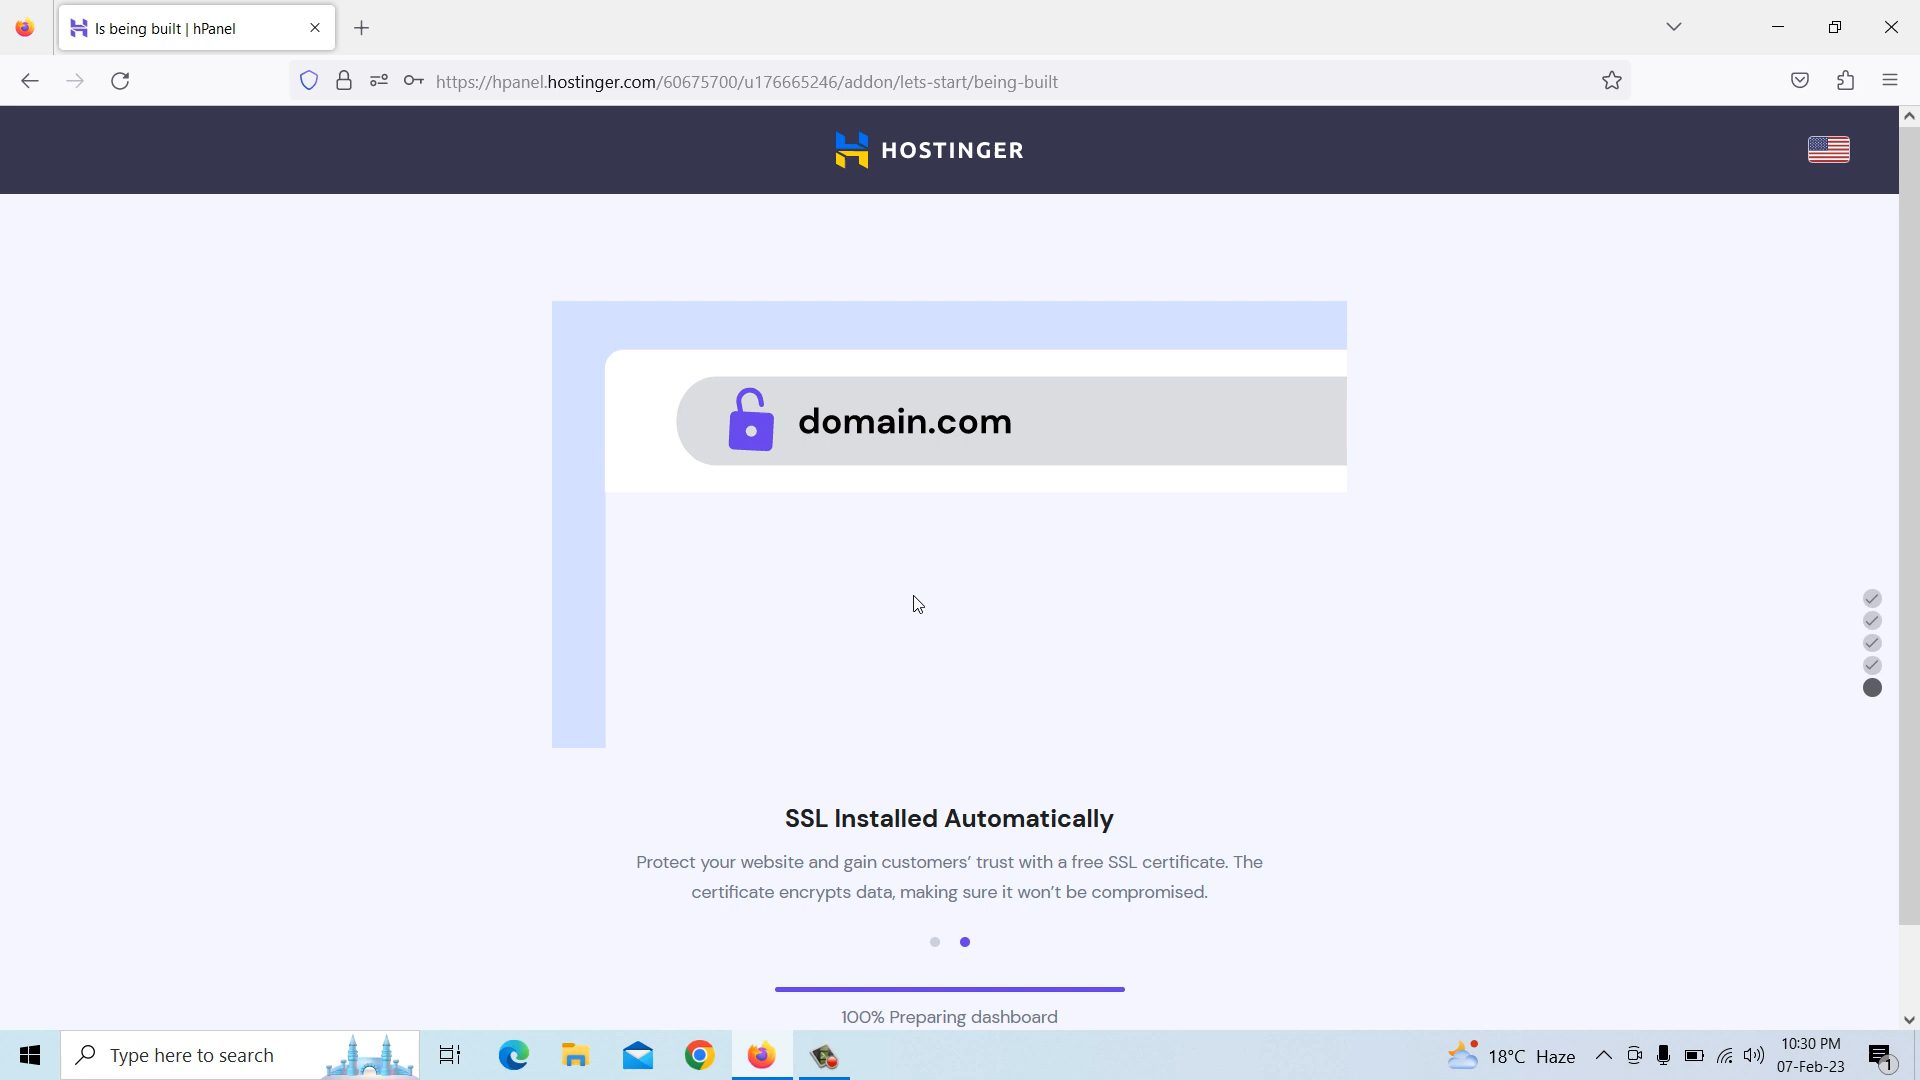 Is being built | hPanel
https://hpanel.hostinger.com/60675700/u176665246/addon/lets-start/being-built
HOSTINGER
domain.com
SSL Installed Automatically
Protect your website and gain customers’ trust with a free SSL certificate. The
certificate encrypts data, making sure it won’t be compromised.
100% Preparing dashboard
Type here to search
18°C Haze
10:30 PM
07-Feb-23
1